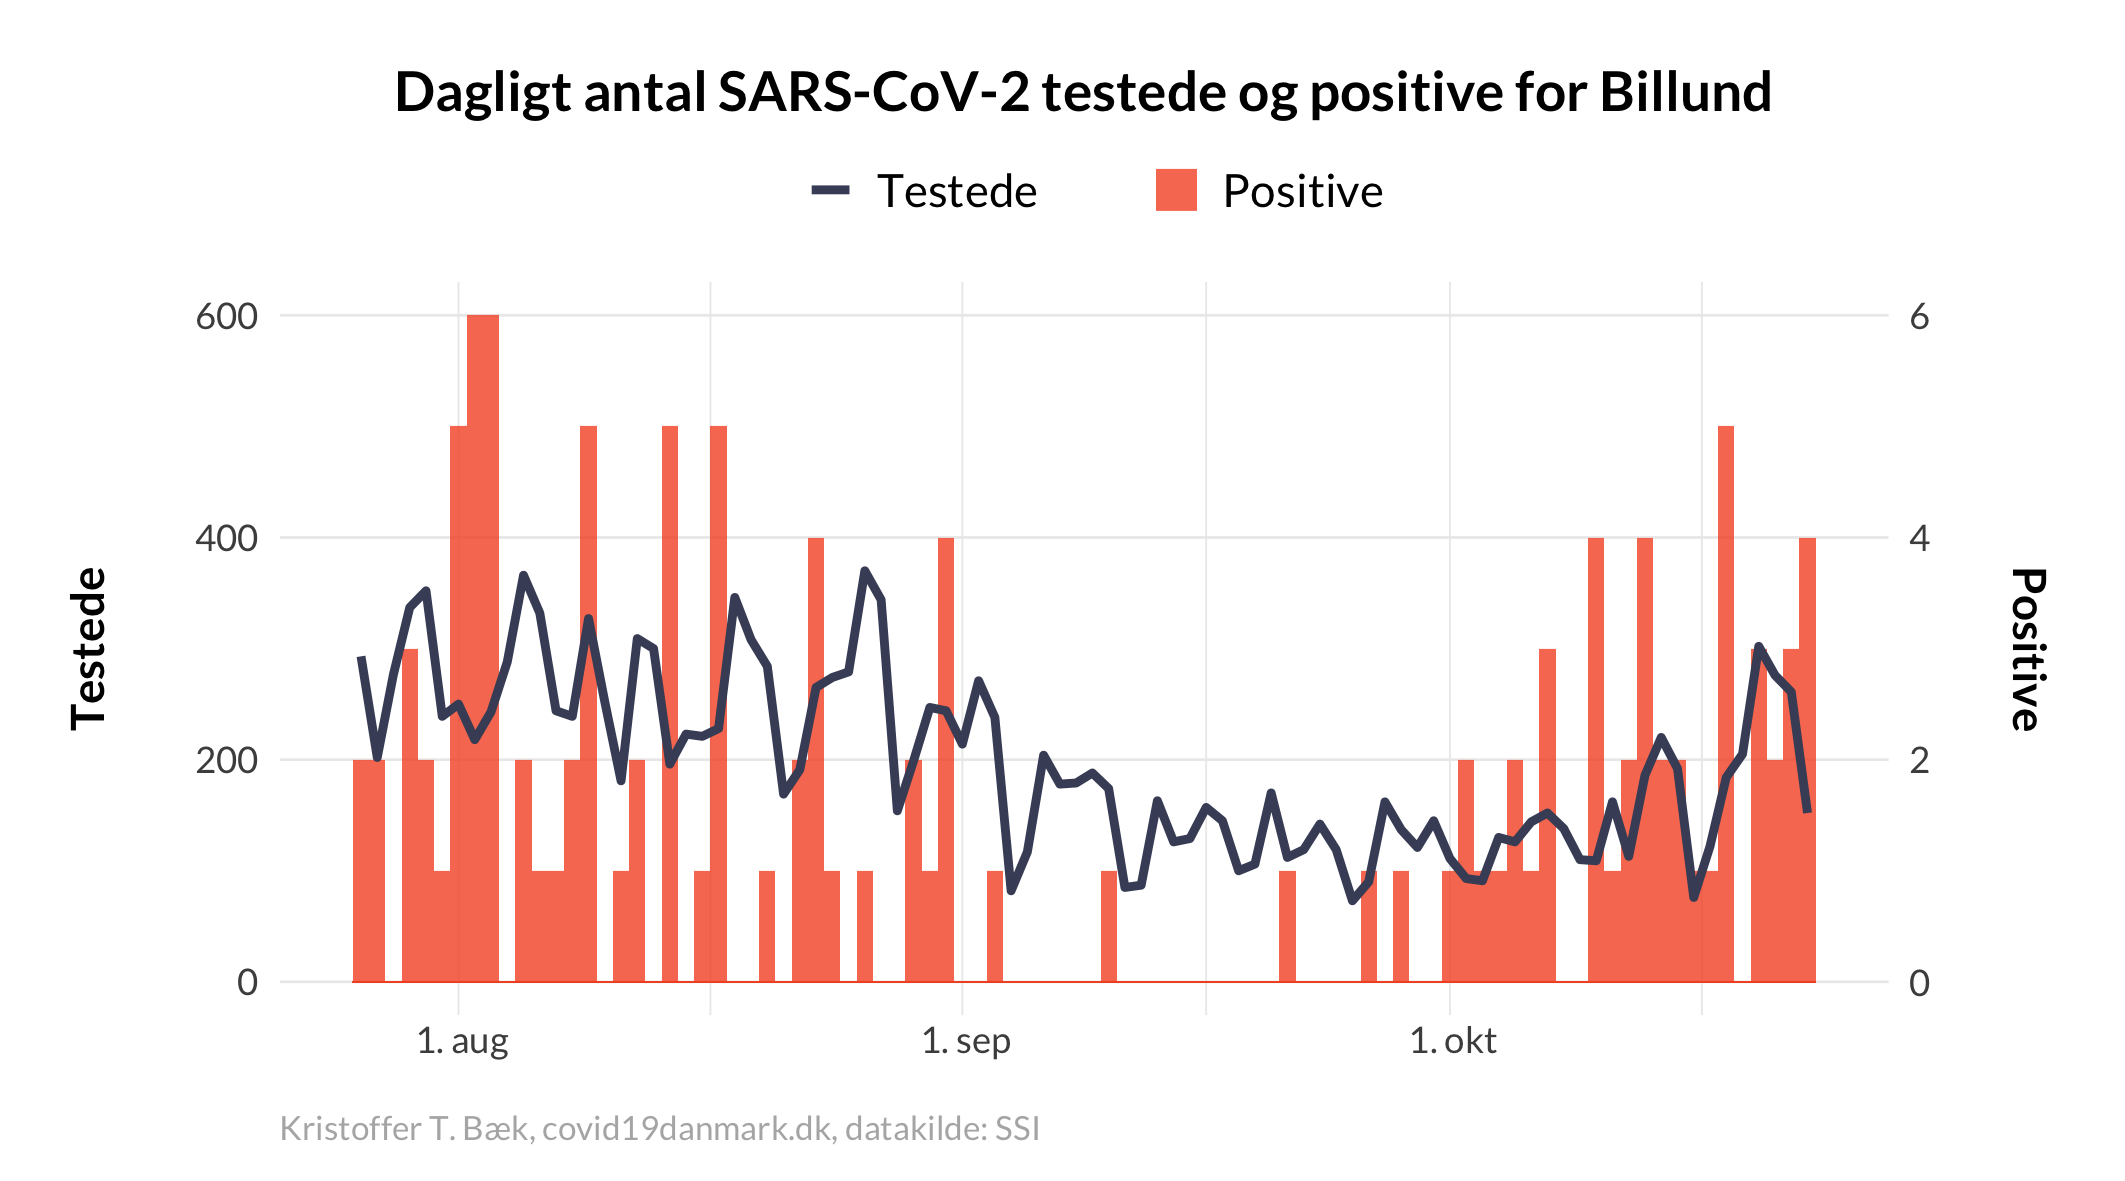 Dagligt antal SARS-CoV-2 testede og positive for Billund
Testede Positive
600 6
400 4
Testede Positive
200 2
0 0
1. aug 1. sep 1. okt
Kristoffer T. Bæk, covid19danmark.dk, datakilde: SSI